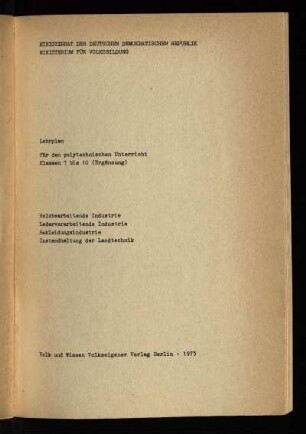 MINISTERRAT DER DEUTSCHEN DEMOKRATISCHEN REPUBLIK
MINISTERIUM FÜR VOLKSBILDUNG
Lehrplan
für den polytechnischen Unterricht
Klassen 7 bis 10 (Ergänzung)
Holzbearbeitende Industrie
Lederverarbeitende Industrie
Bekleidungsindustrie
Instandhaltung der Landtechnik
Volk und Wissen Volkseigener Verlag Berlin · 1973